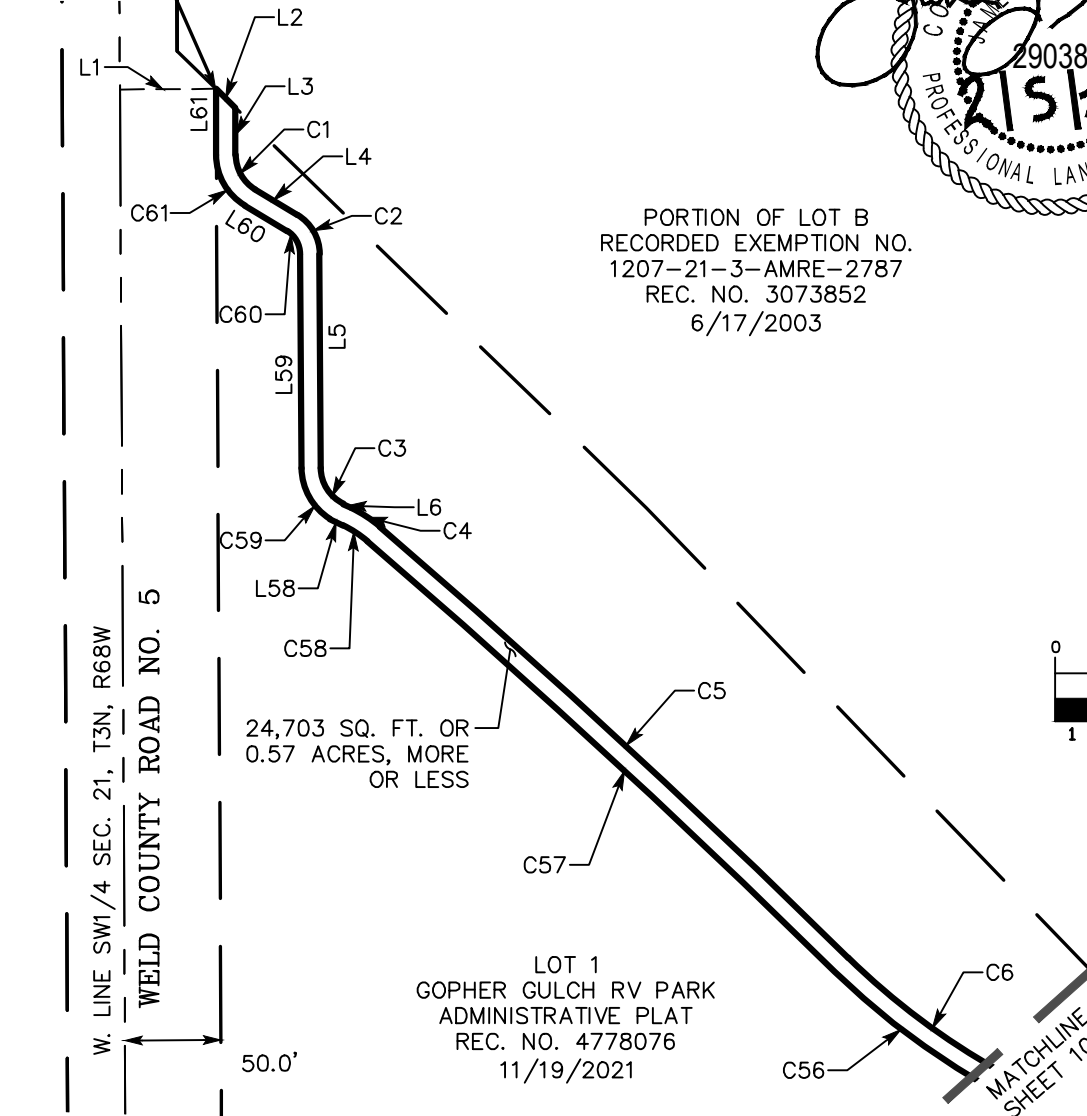 L2
L1
L3
L61
C1
L4
C61
L60
C2
C60
L5
L59
C3
L6
C4
C59
L58
C58
C5
C57
C6
C56
PORTION OF LOT B
RECORDED EXEMPTION NO.
1207-21-3-AMRE-2787
REC. NO. 3073852
6/17/2003
29038
PROFESSIONAL LAN
24,703 SQ. FT. OR
0.57 ACRES, MORE
OR LESS
W. LINE SW1/4 SEC. 21, T3N, R68W
WELD COUNTY ROAD NO. 5
50.0'
LOT 1
GOPHER GULCH RV PARK
ADMINISTRATIVE PLAT
REC. NO. 4778076
11/19/2021
0
1
MATCHLINE
SHEET 10